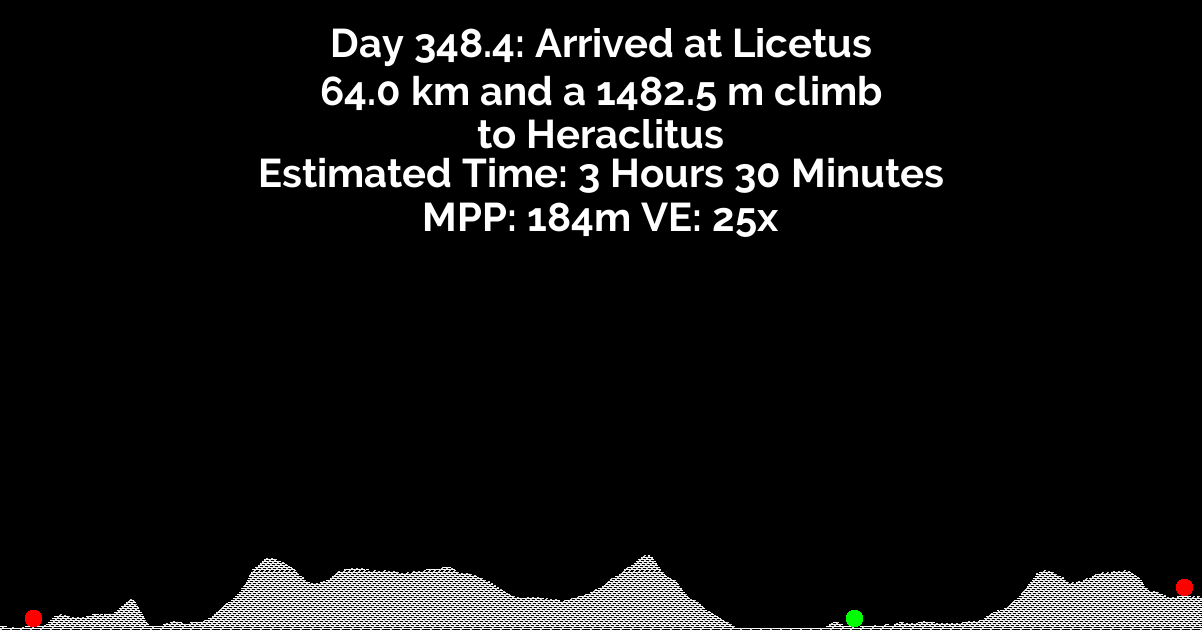 Day 348.4: Arrived at Licetus
64.0 km and a 1482.5 m climb
to Heraclitus
Estimated Time: 3 Hours 30 Minutes
MPP: 184m VE: 25x